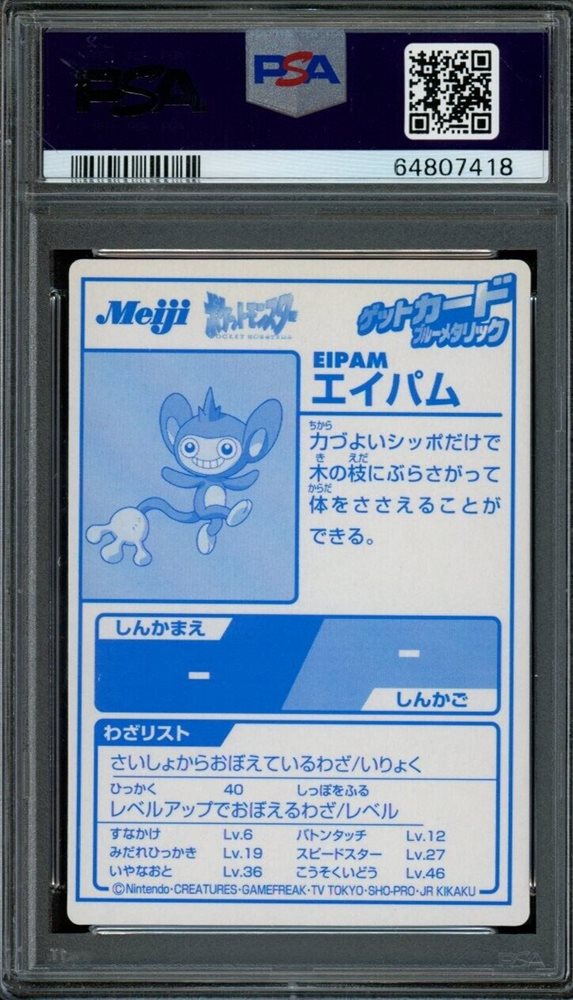 PSA
PSA
64807418
Meiji
ポケットモンスター
POCKET MONSTERS
ゲットカード
ブルーメタリック
EIPAM
エイパム
ちから
力づよいシッポだけで
き えだ
木の枝にぶらさがって
からだ
体をささえることが
できる。
しんかまえ
-
-
しんかご
わざリスト
さいしょからおぼえているわざ/いりょく
ひっかく 40 しっぽをふる
レベルアップでおぼえるわざ/レベル
すなかけ Lv.6 バトンタッチ Lv.12
みだれひっかき Lv.19 スピードスター Lv.27
いやなおと Lv.36 こうそくいどう Lv.46
©Nintendo・CREATURES・GAMEFREAK・TV TOKYO・SHO-PRO・JR KIKAKU
PSA